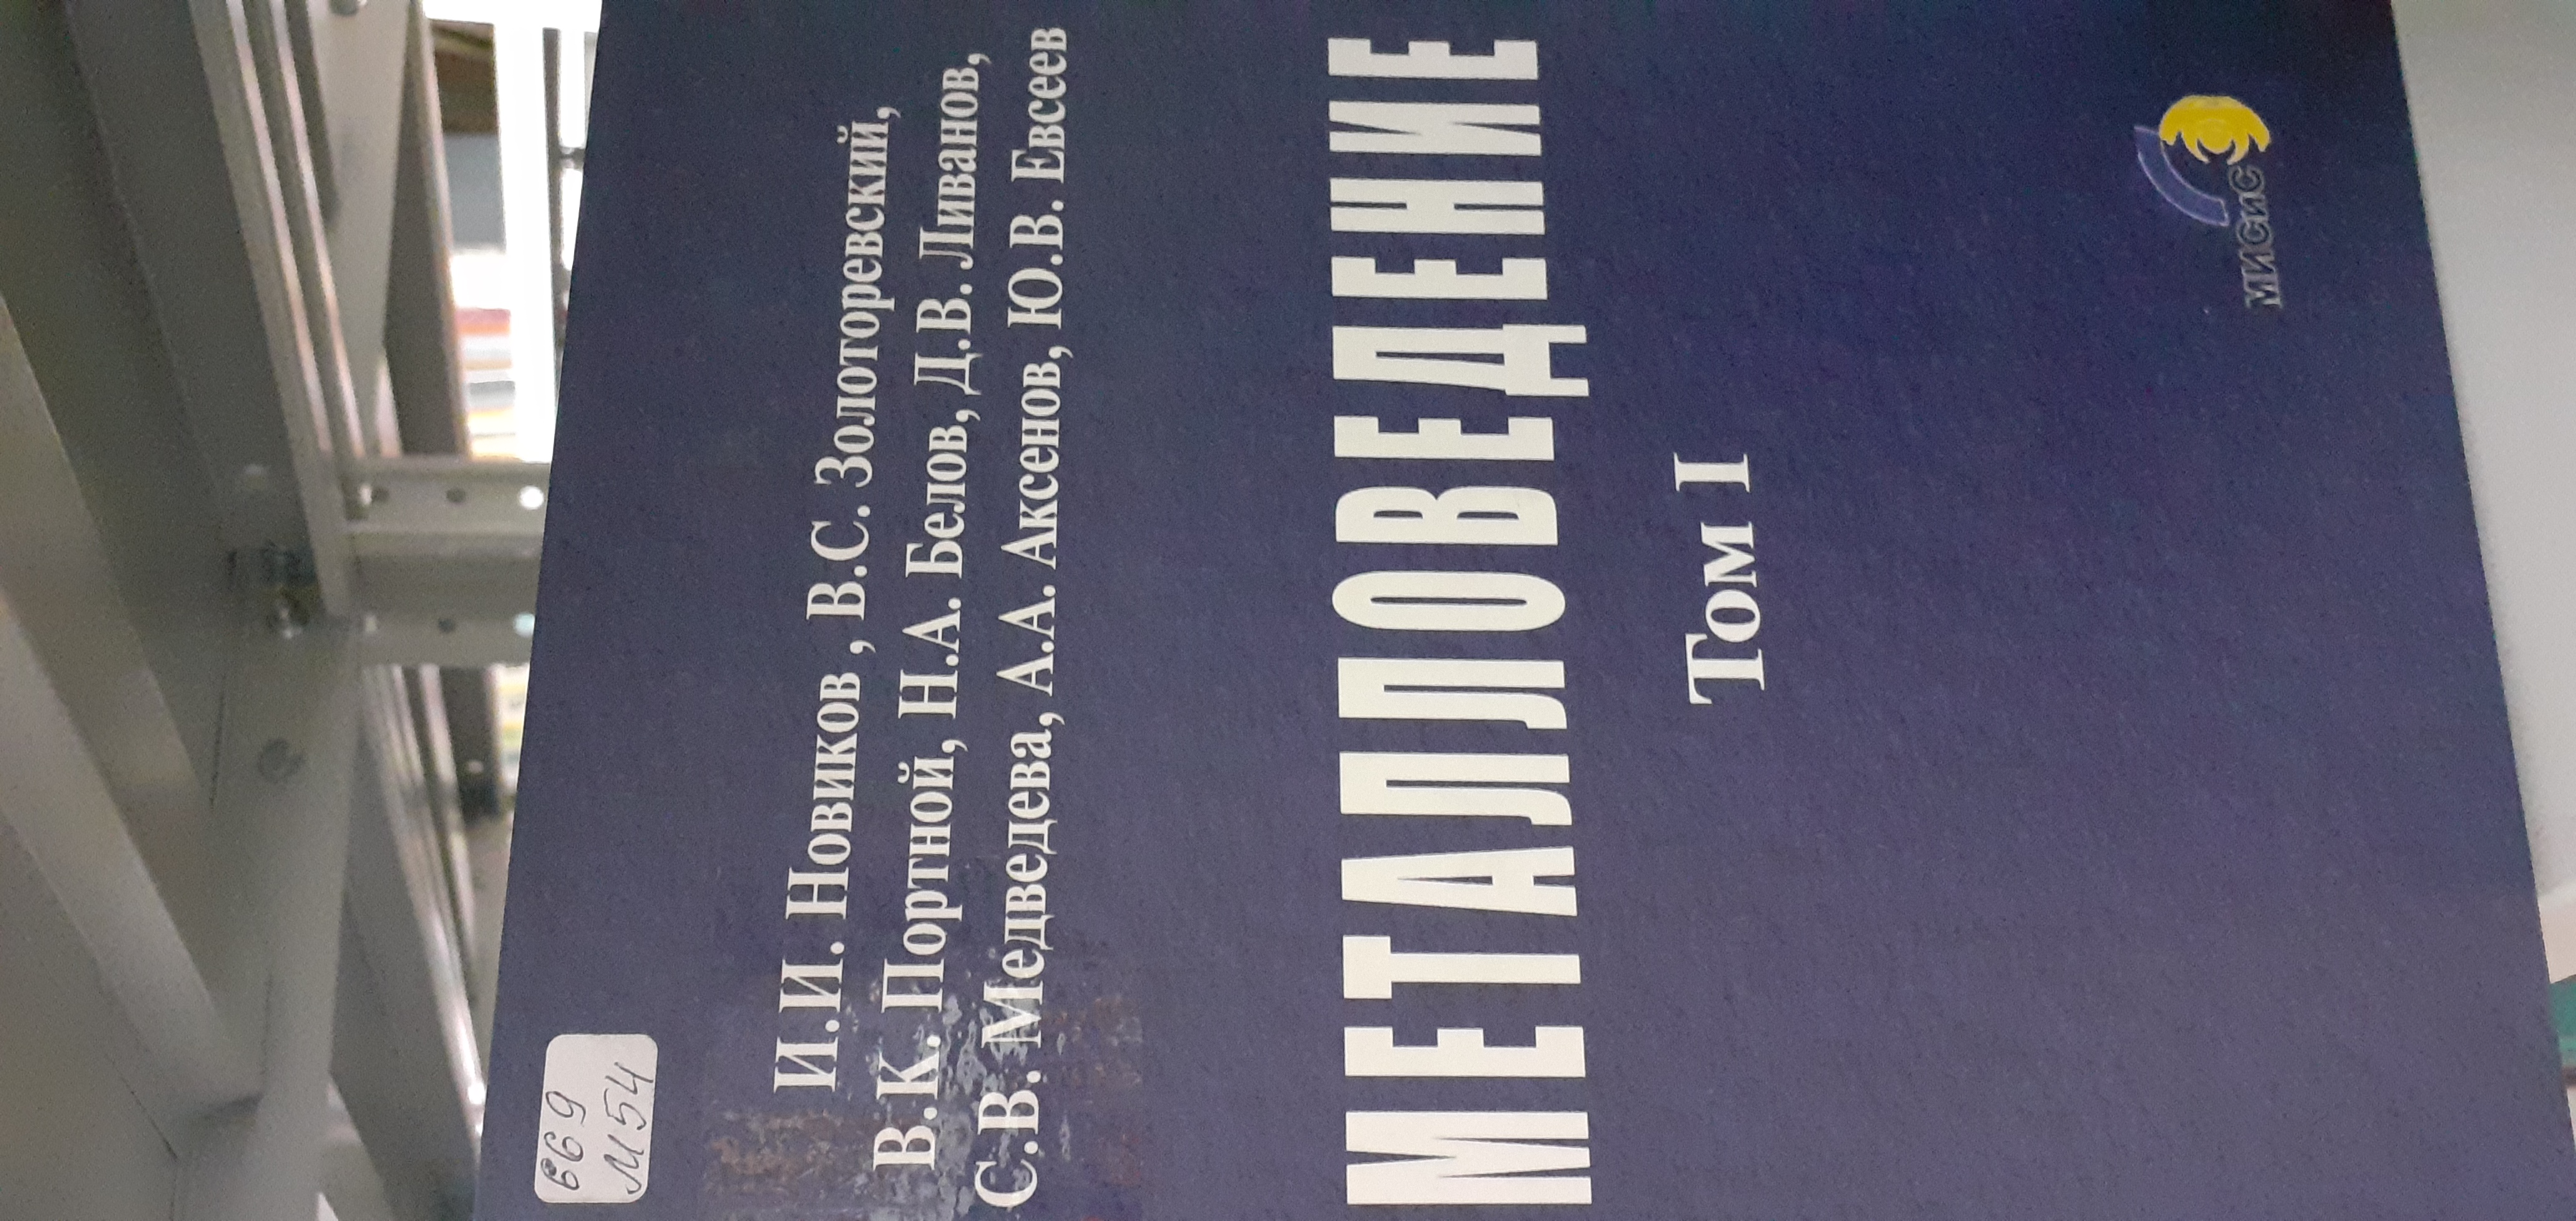 669
М54
И.И. Новиков , В.С. Золоторевский,
В.К. Портной, Н.А. Белов, Д.В. Ливанов,
С.В. Медведева, А.А. Аксенов, Ю.В. Евсеев
МЕТАЛЛОВЕДЕНИЕ
Том I
МИСиС